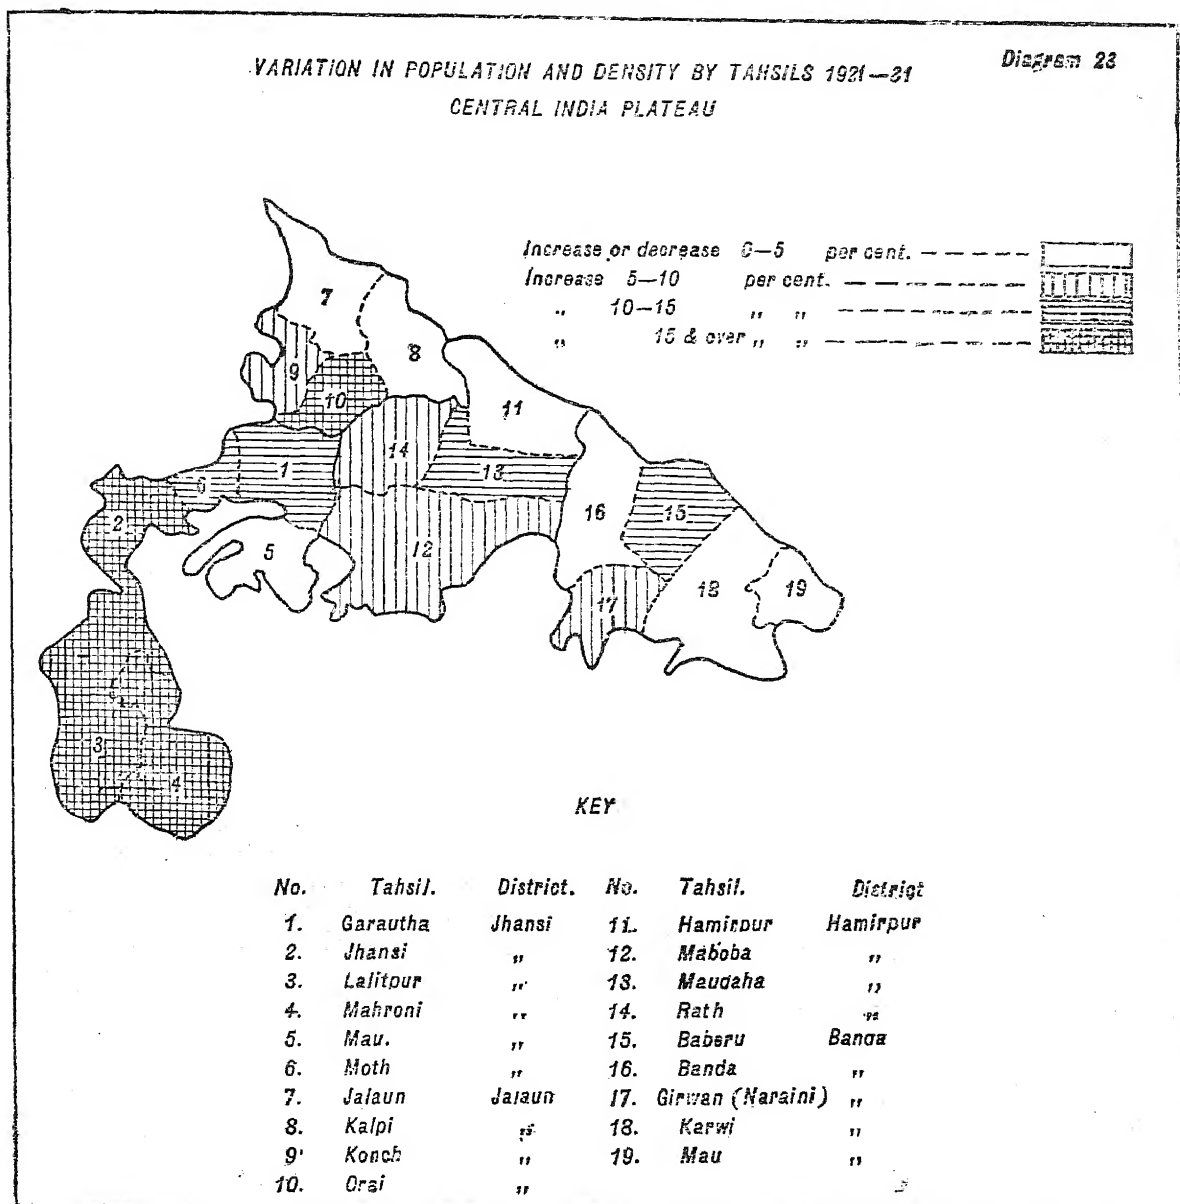 Diagram 23
VARIATION IN POPULATION AND DENSITY BY TAHSILS 1921—31
CENTRAL INDIA PLATEAU
Increase or decrease 0—5 per cent.
Increase 5—10 per cent.
„ 10—15 „ „
„ 15 & over „ „
7
8
9
10
11
14
1
13
6
2
16
15
5
12
18
19
17
3
4
KEY
No. Tahsil. District. No. Tahsil. District
1. Garautha Jhansi 11. Hamirpur Hamirpur
2. Jhansi „ 12. Maboba „
3. Lalitpur „ 13. Maudaha „
4. Mahroni „ 14. Rath „
5. Mau. „ 15. Baberu Banda
6. Moth „ 16. Banda „
7. Jalaun Jalaun 17. Girwan (Naraini) „
8. Kalpi „ 18. Karwi „
9. Konch „ 19. Mau „
10. Orai „